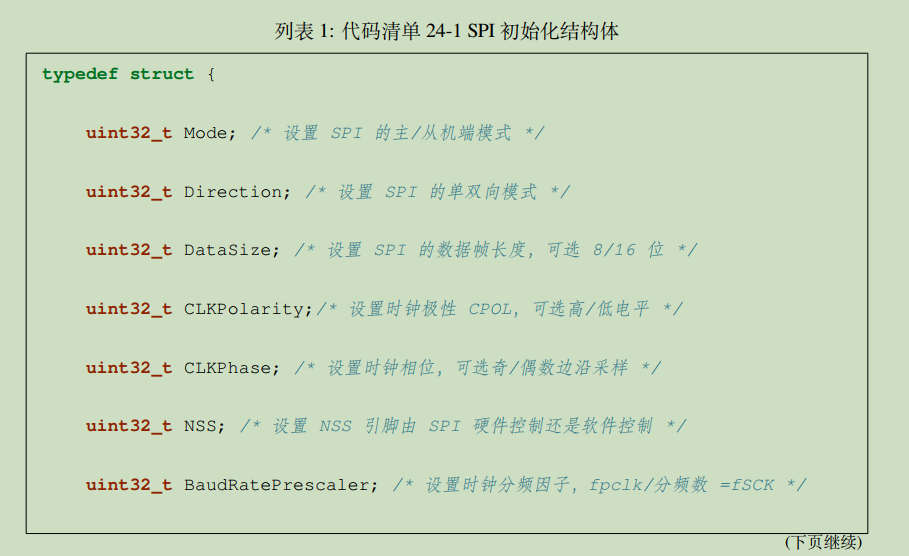 列表 1: 代码清单 24-1 SPI 初始化结构体
typedef struct {
uint32_t Mode; /* 设置 SPI 的主/从机端模式 */
uint32_t Direction; /* 设置 SPI 的单双向模式 */
uint32_t DataSize; /* 设置 SPI 的数据帧长度，可选 8/16 位 */
uint32_t CLKPolarity;/* 设置时钟极性 CPOL，可选高/低电平 */
uint32_t CLKPhase; /* 设置时钟相位，可选奇/偶数边沿采样 */
uint32_t NSS; /* 设置 NSS 引脚由 SPI 硬件控制还是软件控制 */
uint32_t BaudRatePrescaler; /* 设置时钟分频因子，fpclk/分频数 =fSCK */
(下页继续)